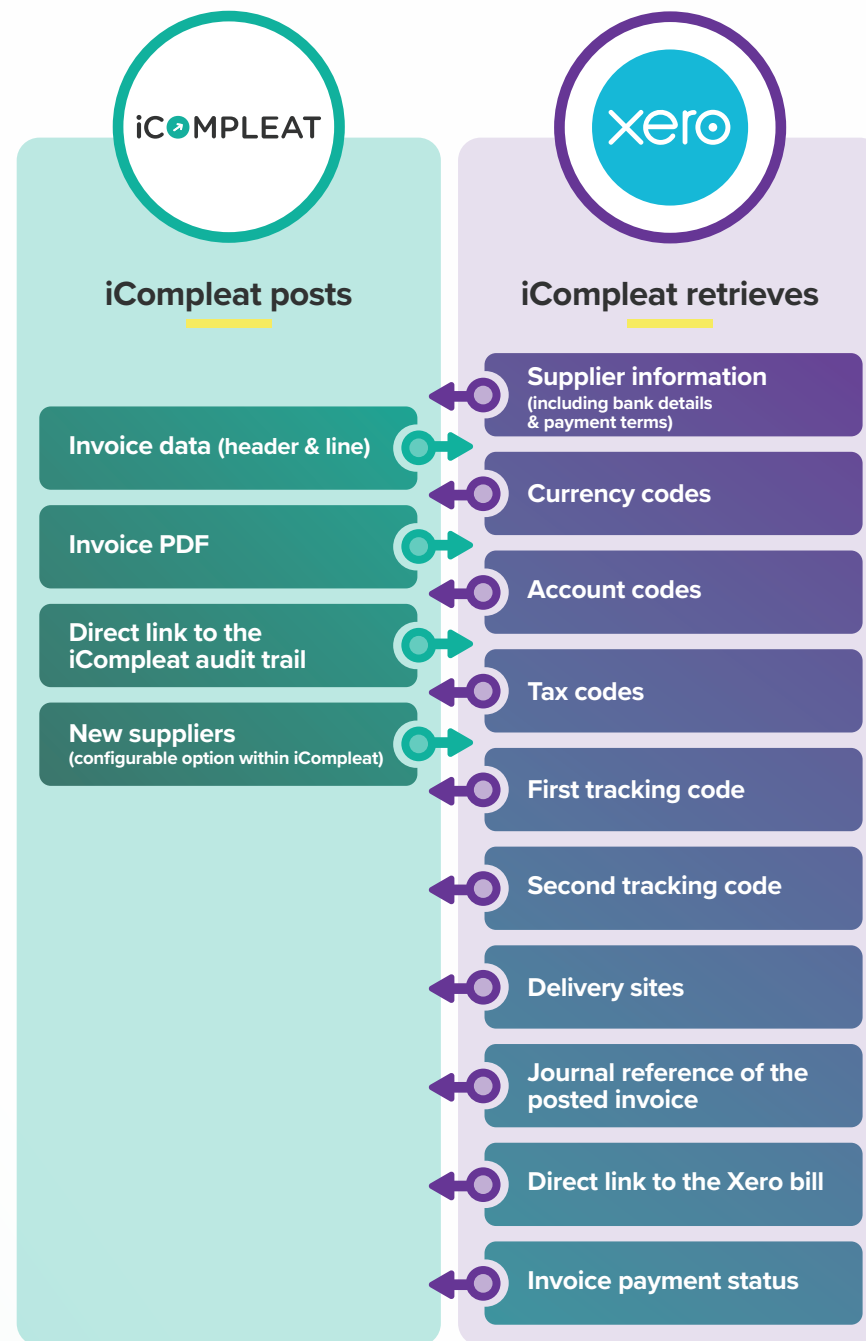 iCOMPLEAT
iCompleat posts
Invoice data (header & line)
Invoice PDF
Direct link to the
iCompleat audit trail
New suppliers
(configurable option within iCompleat)
xero
iCompleat retrieves
Supplier information
(including bank details
& payment terms)
Currency codes
Account codes
Tax codes
First tracking code
Second tracking code
Delivery sites
Journal reference of the
posted invoice
Direct link to the Xero bill
Invoice payment status